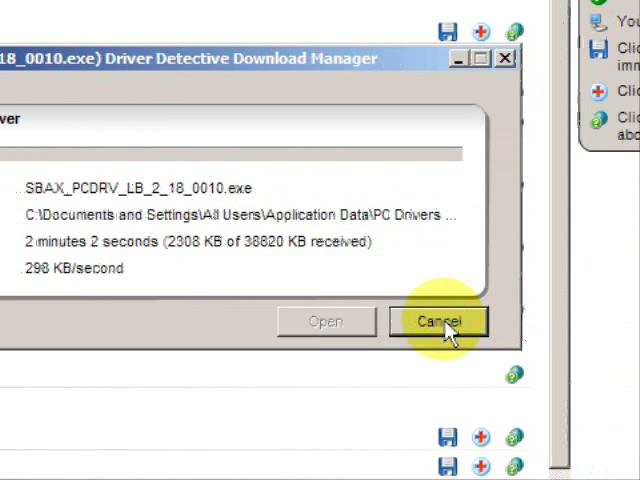 You
Clic
imm
18_0010.exe) Driver Detective Download Manager
Clic
ver
Clic
abo
SBAX_PCDRV_LB_2_18_0010.exe
C:\Documents and Settings\All Users\Application Data\PC Drivers ...
2 minutes 2 seconds (2308 KB of 38820 KB received)
298 KB/second
Open
Cancel